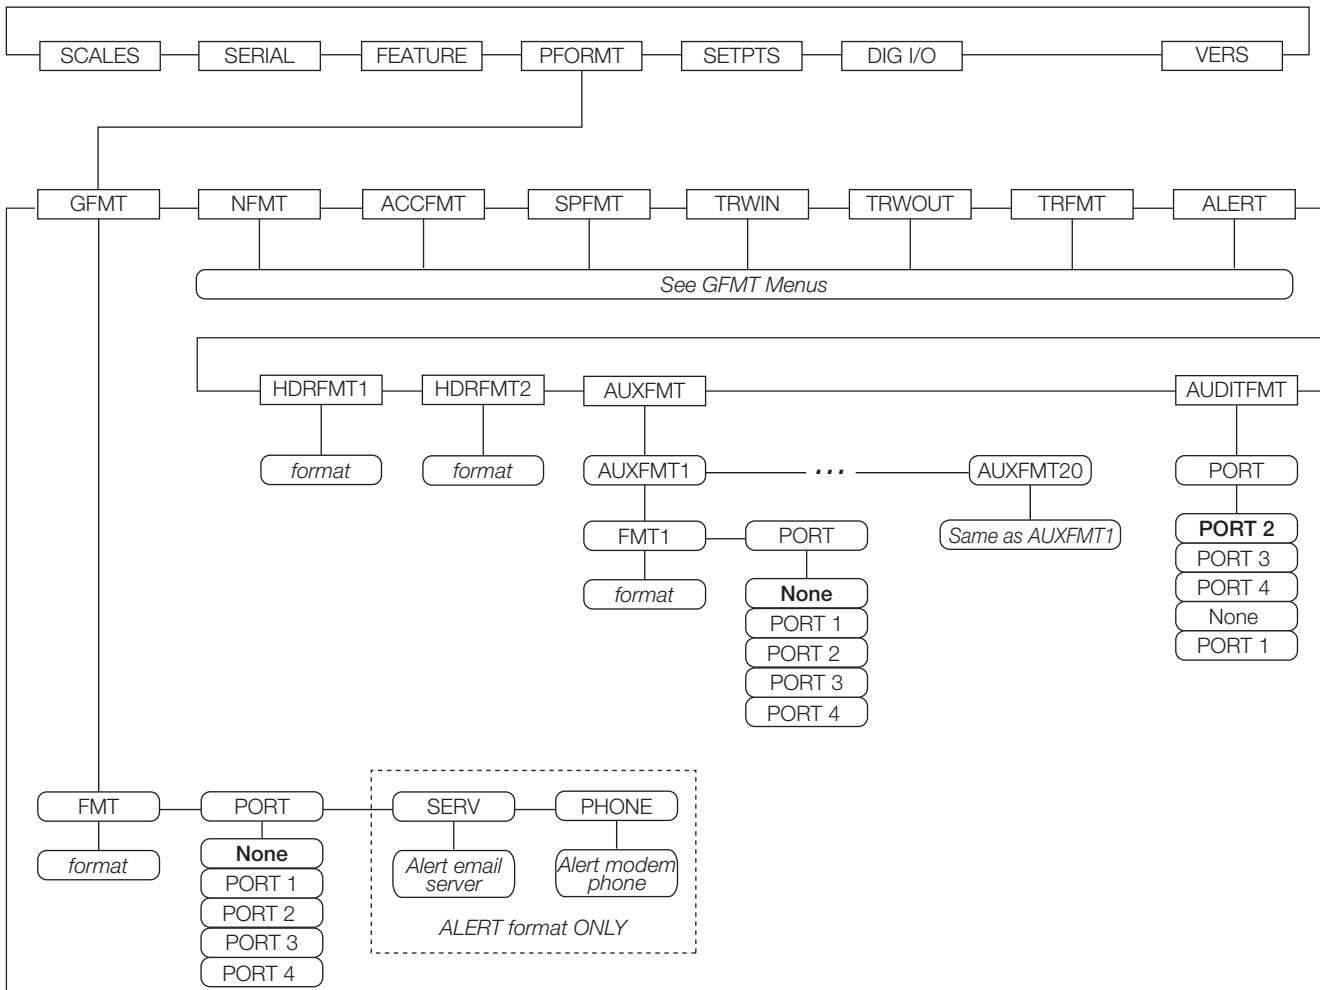 SCALES SERIAL FEATURE PFORMT SETPTS DIG I/O VERS
GFMT NFMT ACCFMT SPFMT TRWIN TRWOUT TRFMT ALERT
See GFMT Menus
HDRFMT1 HDRFMT2 AUXFMT AUDITFMT
format format AUXFMT1 ... AUXFMT20 PORT
FMT1 PORT Same as AUXFMT1
format
None
PORT 1
PORT 2
PORT 3
PORT 4
PORT 2
PORT 3
PORT 4
None
PORT 1
FMT PORT SERV PHONE
format
None
PORT 1
PORT 2
PORT 3
PORT 4
Alert email
server
Alert modem
phone
ALERT format ONLY